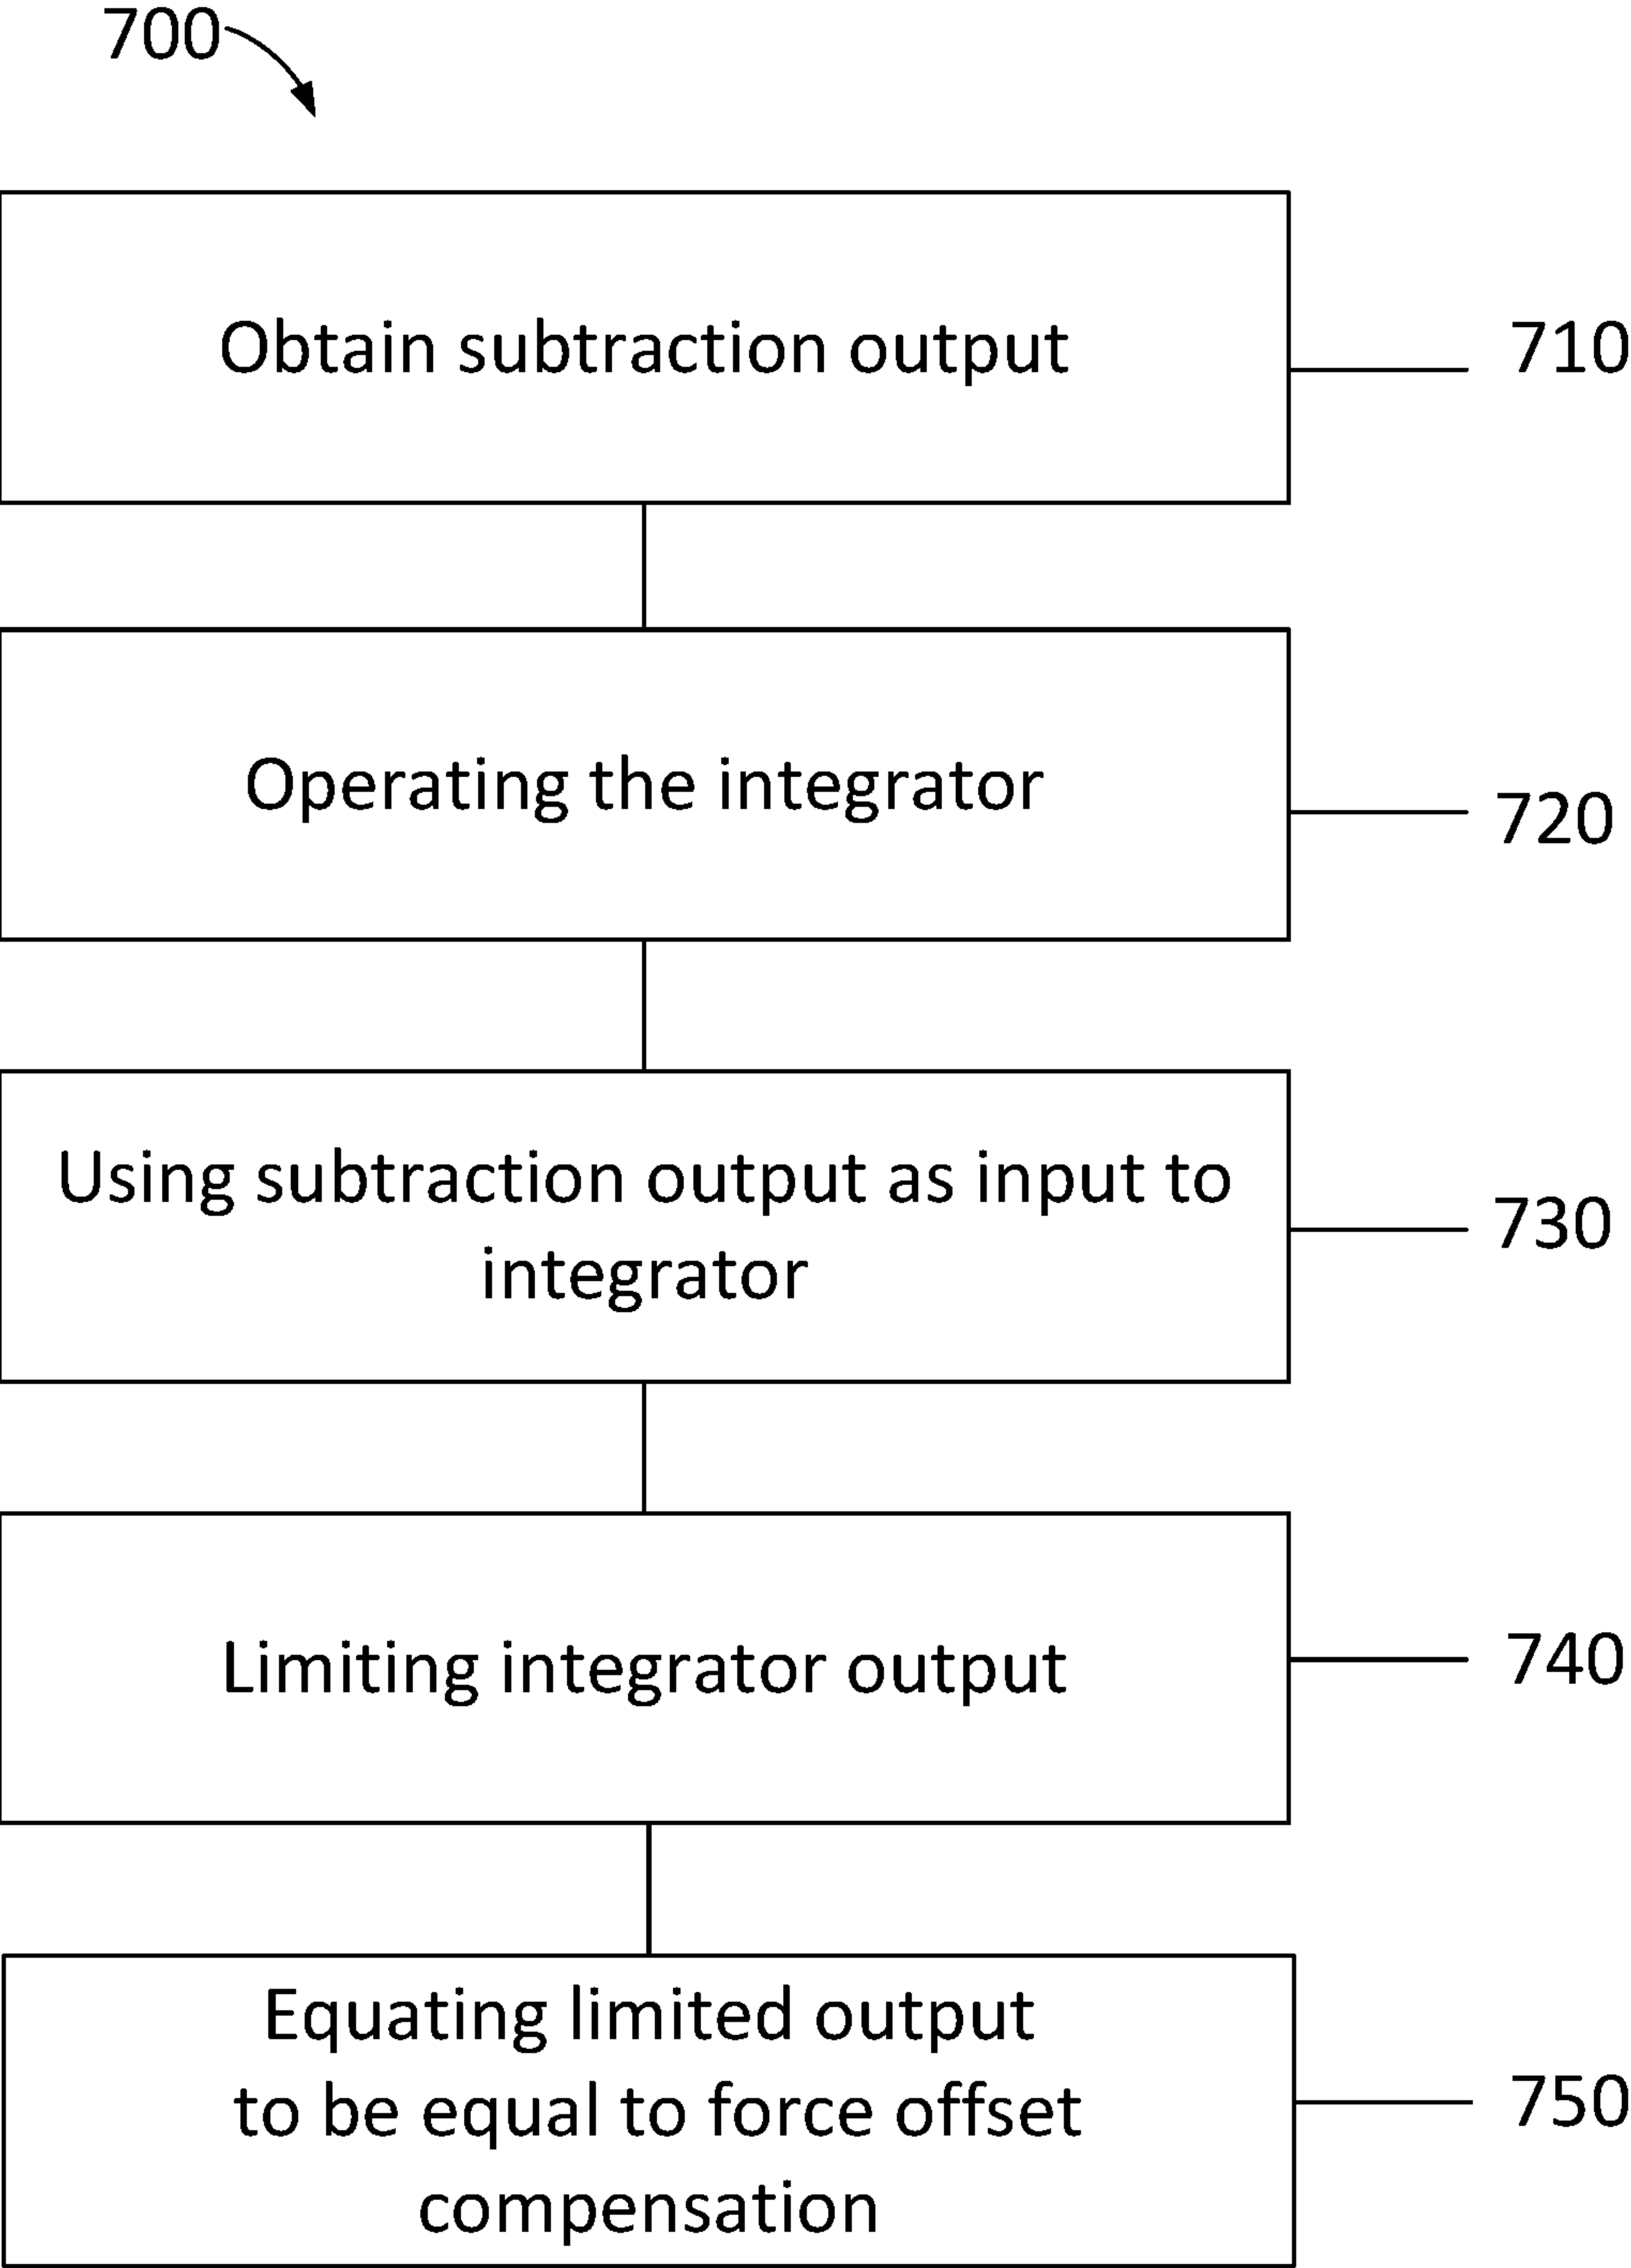 700
Obtain subtraction output
710
Operating the integrator
720
Using subtraction output as input to
integrator
730
Limiting integrator output
740
Equating limited output
to be equal to force offset
compensation
750